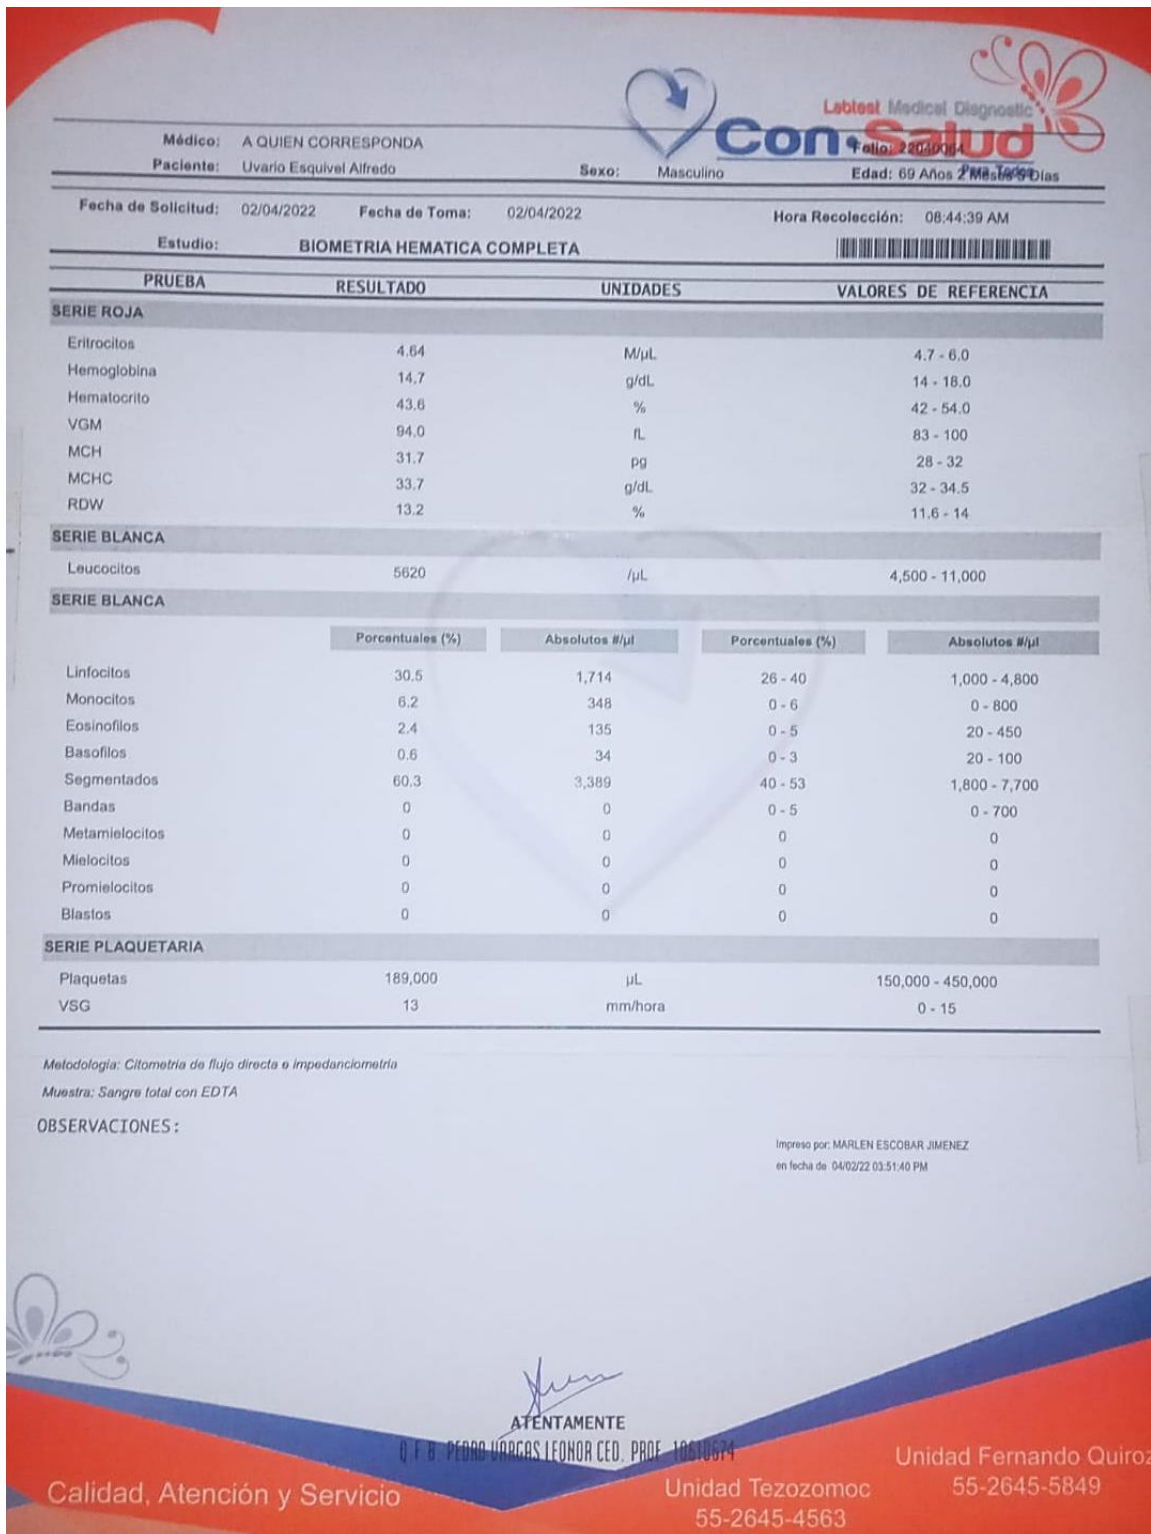 Labtest Medical Diagnostic
Con Salud
Médico: A QUIEN CORRESPONDA Folio: 22040064
Paciente: Uvario Esquivel Alfredo Sexo: Masculino Edad: 69 Años 2 Días
Fecha de Solicitud: 02/04/2022 Fecha de Toma: 02/04/2022 Hora Recolección: 08:44:39 AM
Estudio: BIOMETRIA HEMATICA COMPLETA
PRUEBA RESULTADO UNIDADES VALORES DE REFERENCIA
SERIE ROJA
Eritrocitos 4.64 M/µL 4.7 - 6.0
Hemoglobina 14.7 g/dL 14 - 18.0
Hematocrito 43.6 % 42 - 54.0
VGM 94.0 fL 83 - 100
MCH 31.7 pg 28 - 32
MCHC 33.7 g/dL 32 - 34.5
RDW 13.2 % 11.6 - 14
SERIE BLANCA
Leucocitos 5620 /µL 4,500 - 11,000
SERIE BLANCA
Porcentuales (%) Absolutos #/µl Porcentuales (%) Absolutos #/µl
Linfocitos 30.5 1,714 26 - 40 1,000 - 4,800
Monocitos 6.2 348 0 - 6 0 - 800
Eosinofilos 2.4 135 0 - 5 20 - 450
Basofilos 0.6 34 0 - 3 20 - 100
Segmentados 60.3 3,389 40 - 53 1,800 - 7,700
Bandas 0 0 0 - 5 0 - 700
Metamielocitos 0 0 0 0
Mielocitos 0 0 0 0
Promielocitos 0 0 0 0
Blastos 0 0 0 0
SERIE PLAQUETARIA
Plaquetas 189,000 µL 150,000 - 450,000
VSG 13 mm/hora 0 - 15
Metodologia: Citometria de flujo directa e impedanciometria
Muestra: Sangre total con EDTA
OBSERVACIONES:
Impreso por: MARLEN ESCOBAR JIMENEZ
en fecha de 04/02/22 03:51:40 PM
ATENTAMENTE
Q F B PEDRO VARGAS LEONOR CED. PROF. 10610674
Calidad, Atención y Servicio
Unidad Tezozomoc
55-2645-4563
Unidad Fernando Quiroz
55-2645-5849